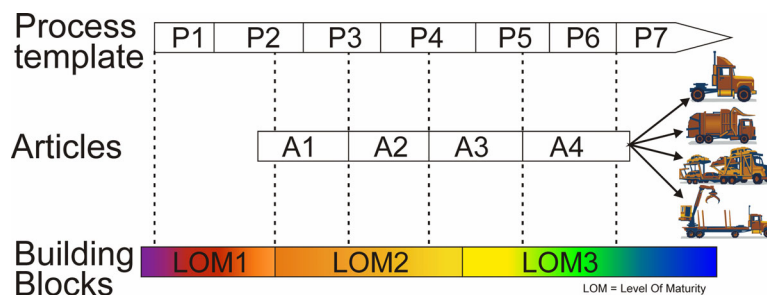 Process
template
P1 P2 P3 P4 P5 P6 P7
Articles
A1 A2 A3 A4
Building
Blocks
LOM1 LOM2 LOM3
LOM = Level Of Maturity